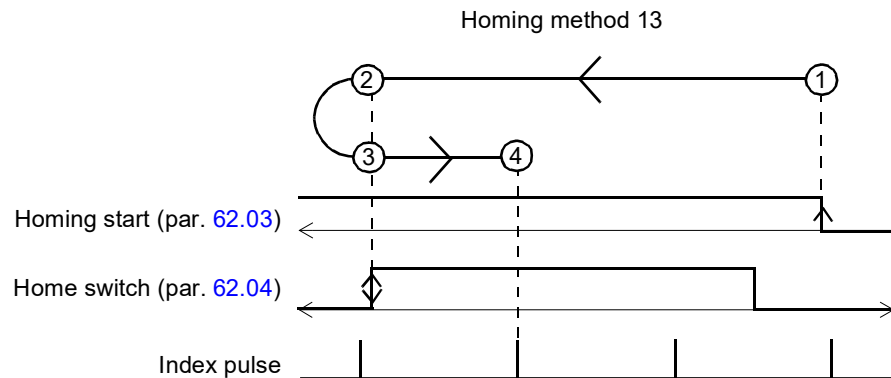 Homing method 13
2
1
3
4
Homing start (par. 62.03)
Home switch (par. 62.04)
Index pulse